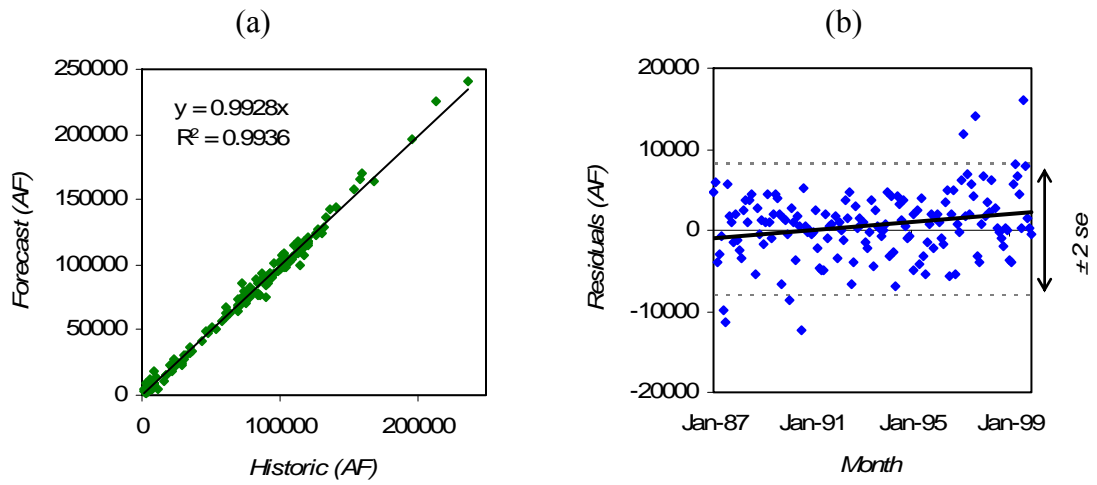 (a)
250000
200000
150000
100000
50000
0
Forecast (AF)
y = 0.9928x
R² = 0.9936
0
100000
200000
Historic (AF)
(b)
20000
10000
0
-10000
-20000
Residuals (AF)
± 2 se
Jan-87
Jan-91
Jan-95
Jan-99
Month